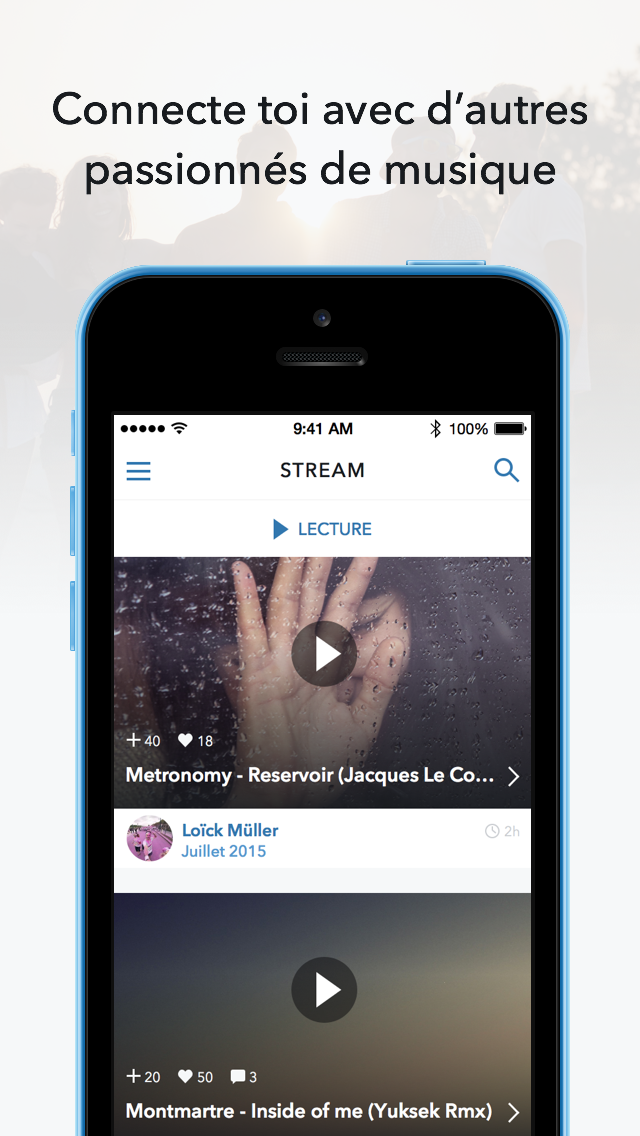 Connecte toi avec d’autres
passionnés de musique
9:41 AM 100%
STREAM
LECTURE
40 18
Metronomy - Reservoir (Jacques Le Co...
Loïck Müller 2h
Juillet 2015
20 50 3
Montmartre - Inside of me (Yuksek Rmx)